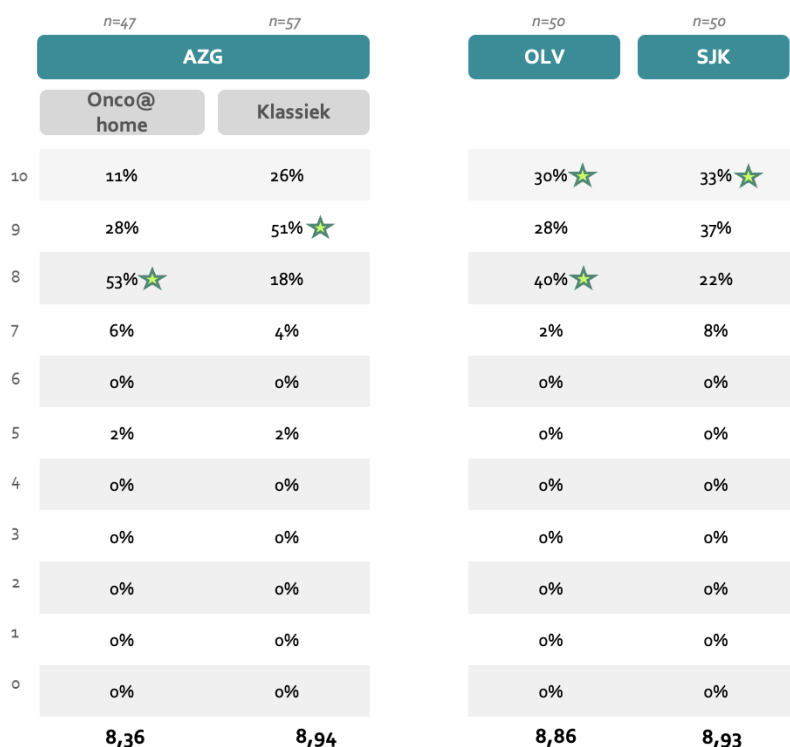 n=47 n=57 n=50 n=50
AZG OLV SJK
Onco@
home Klassiek
10 11% 26% 30% 33%
9 28% 51% 28% 37%
8 53% 18% 40% 22%
7 6% 4% 2% 8%
6 0% 0% 0% 0%
5 2% 2% 0% 0%
4 0% 0% 0% 0%
3 0% 0% 0% 0%
2 0% 0% 0% 0%
1 0% 0% 0% 0%
0 0% 0% 0% 0%
8,36 8,94 8,86 8,93